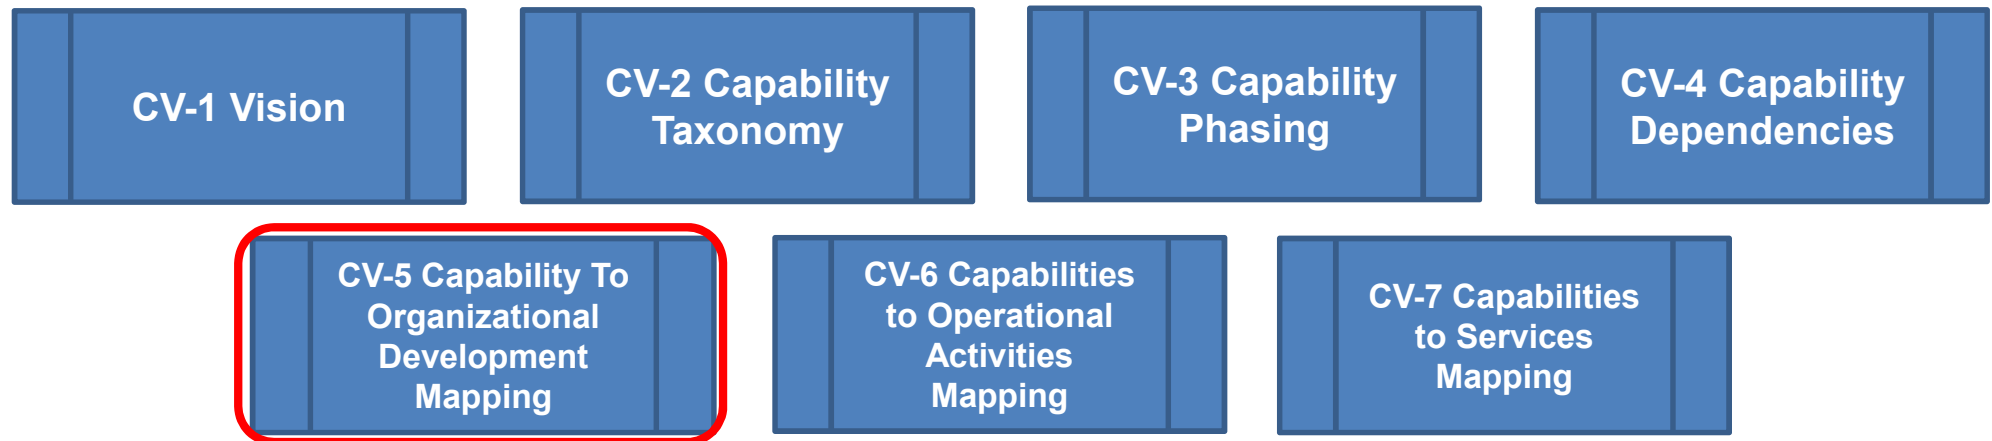 CV-1 Vision
CV-2 Capability
Taxonomy
CV-3 Capability
Phasing
CV-4 Capability
Dependencies
CV-5 Capability To
Organizational
Development
Mapping
CV-6 Capabilities
to Operational
Activities
Mapping
CV-7 Capabilities
to Services
Mapping